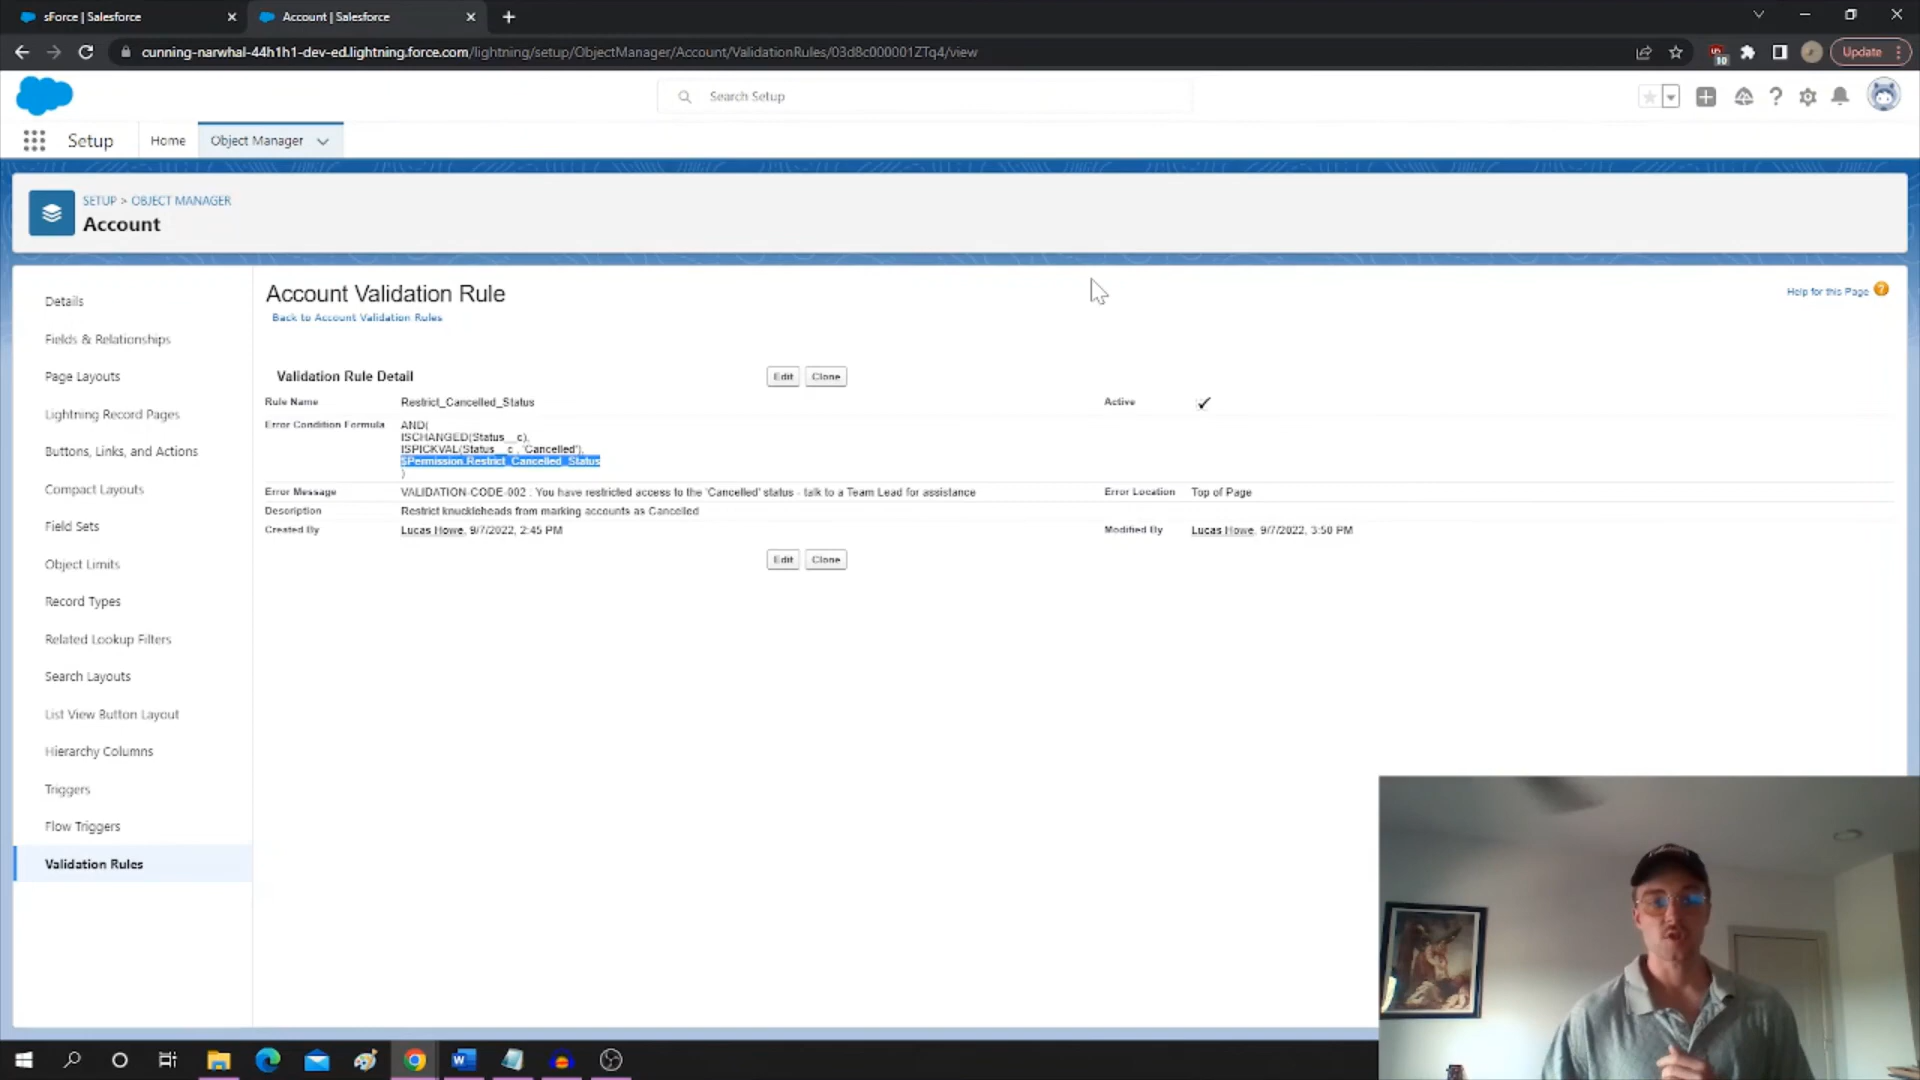 sForce | Salesforce
Account | Salesforce
cunning-narwhal-44h1h1-dev-ed.lightning.force.com/lightning/setup/ObjectManager/Account/ValidationRules/03d8c000001ZTq4/view
10
Update
Search Setup
Setup
Home
Object Manager
SETUP > OBJECT MANAGER
Account
Details
Fields & Relationships
Page Layouts
Lightning Record Pages
Buttons, Links, and Actions
Compact Layouts
Field Sets
Object Limits
Record Types
Related Lookup Filters
Search Layouts
List View Button Layout
Hierarchy Columns
Triggers
Flow Triggers
Validation Rules
Account Validation Rule
Back to Account Validation Rules
Help for this Page
Validation Rule Detail
Edit Clone
Rule Name Restrict_Cancelled_Status
Active
Error Condition Formula AND(
ISCHANGED(Status__c),
ISPICKVAL(Status__c , 'Cancelled'),
$Permission.Restrict_Cancelled_Status
)
Error Message VALIDATION-CODE-002 : You have restricted access to the 'Cancelled' status - talk to a Team Lead for assistance
Error Location Top of Page
Description Restrict knuckleheads from marking accounts as Cancelled
Created By Lucas Howe, 9/7/2022, 2:45 PM
Modified By Lucas Howe, 9/7/2022, 3:50 PM
Edit Clone